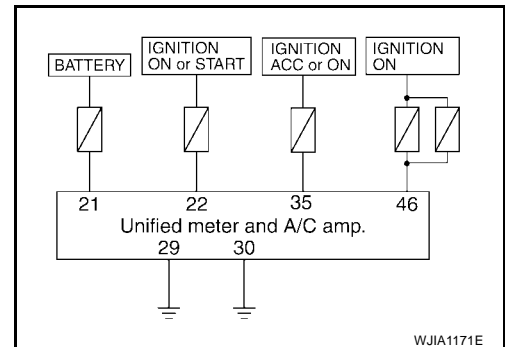 BATTERY
IGNITION
ON or START
IGNITION
ACC or ON
IGNITION
ON
21 22 35 46
Unified meter and A/C amp.
29 30
WJIA1171E